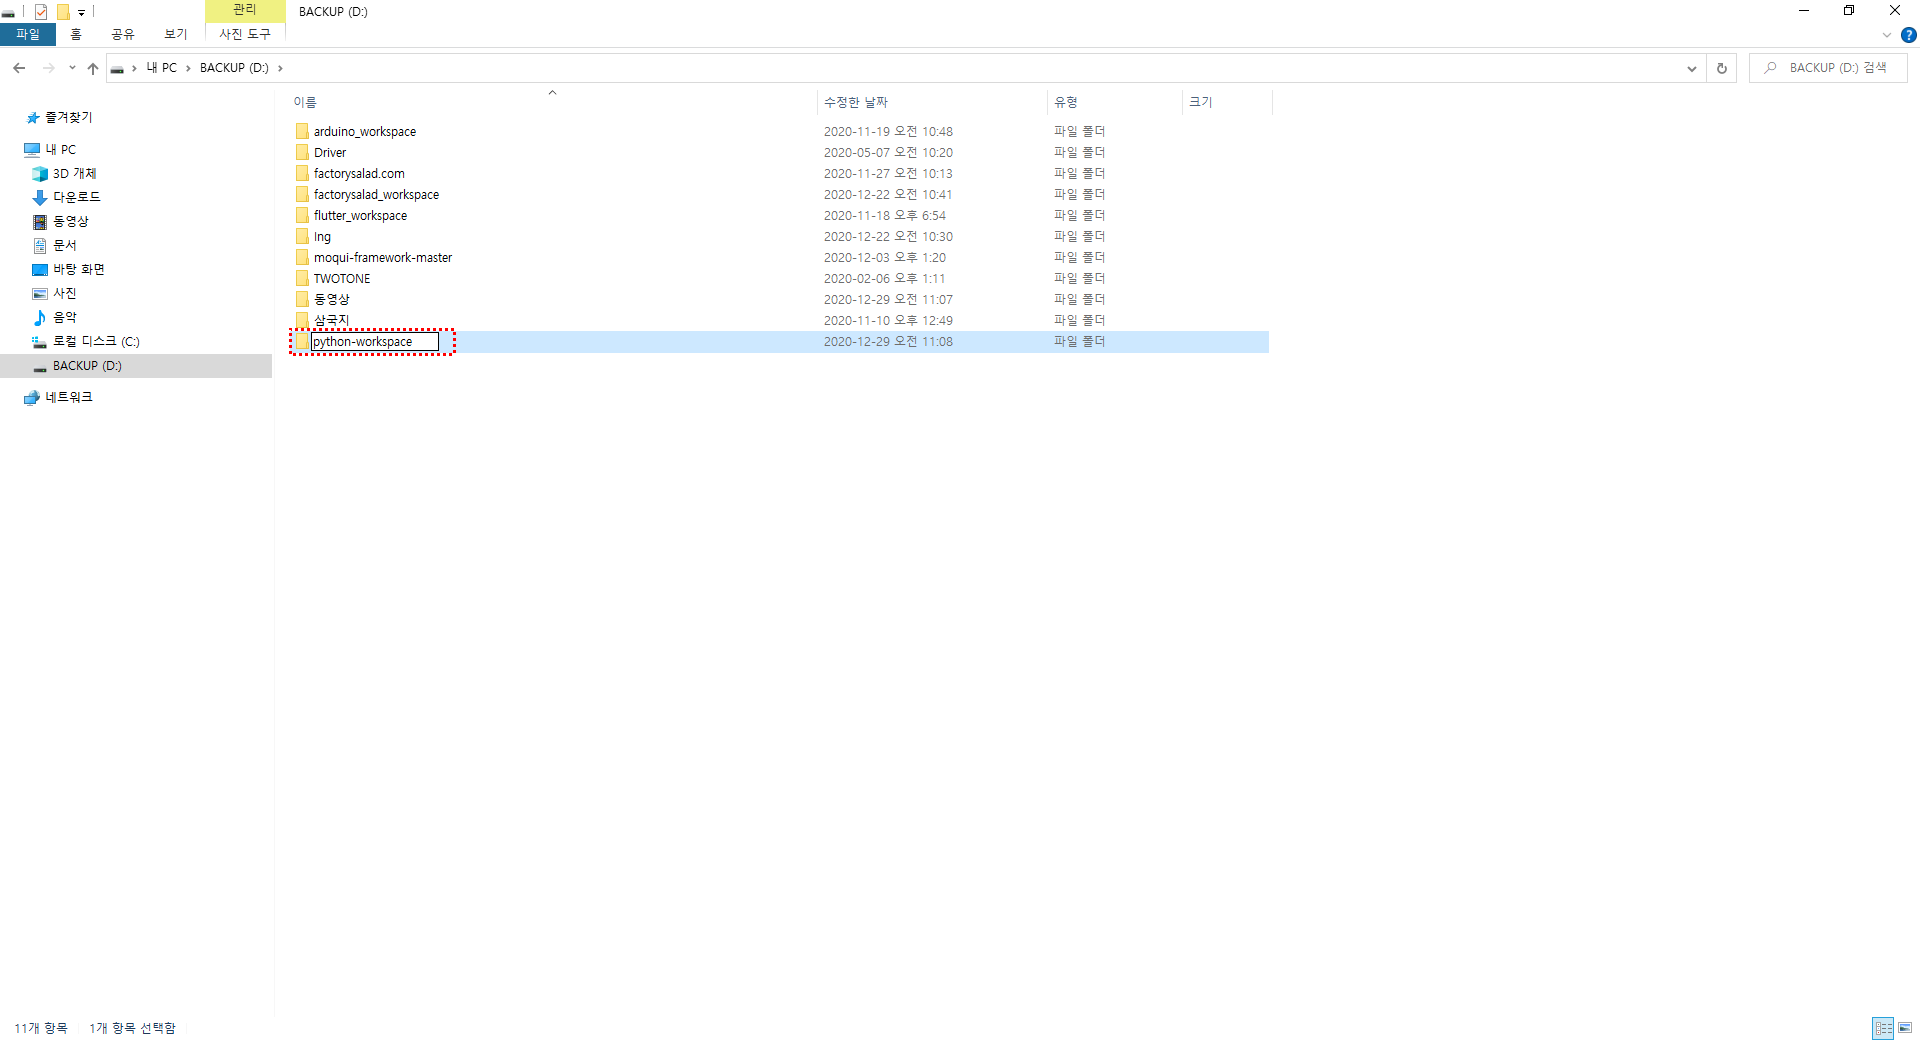 관리
BACKUP (D:)
파일 홈 공유 보기 사진 도구
내 PC BACKUP (D:)
BACKUP (D:) 검색
즐겨찾기
내 PC
3D 개체
다운로드
동영상
문서
바탕 화면
사진
음악
로컬 디스크 (C:)
BACKUP (D:)
네트워크
이름 수정한 날짜 유형 크기
arduino_workspace 2020-11-19 오전 10:48 파일 폴더
Driver 2020-05-07 오전 10:20 파일 폴더
factorysalad.com 2020-11-27 오전 10:13 파일 폴더
factorysalad_workspace 2020-12-22 오전 10:41 파일 폴더
flutter_workspace 2020-11-18 오후 6:54 파일 폴더
Ing 2020-12-22 오전 10:30 파일 폴더
moqui-framework-master 2020-12-03 오후 1:20 파일 폴더
TWOTONE 2020-02-06 오후 1:11 파일 폴더
동영상 2020-12-29 오전 11:07 파일 폴더
삼국지 2020-11-10 오후 12:49 파일 폴더
python-workspace 2020-12-29 오전 11:08 파일 폴더
11개 항목 1개 항목 선택함